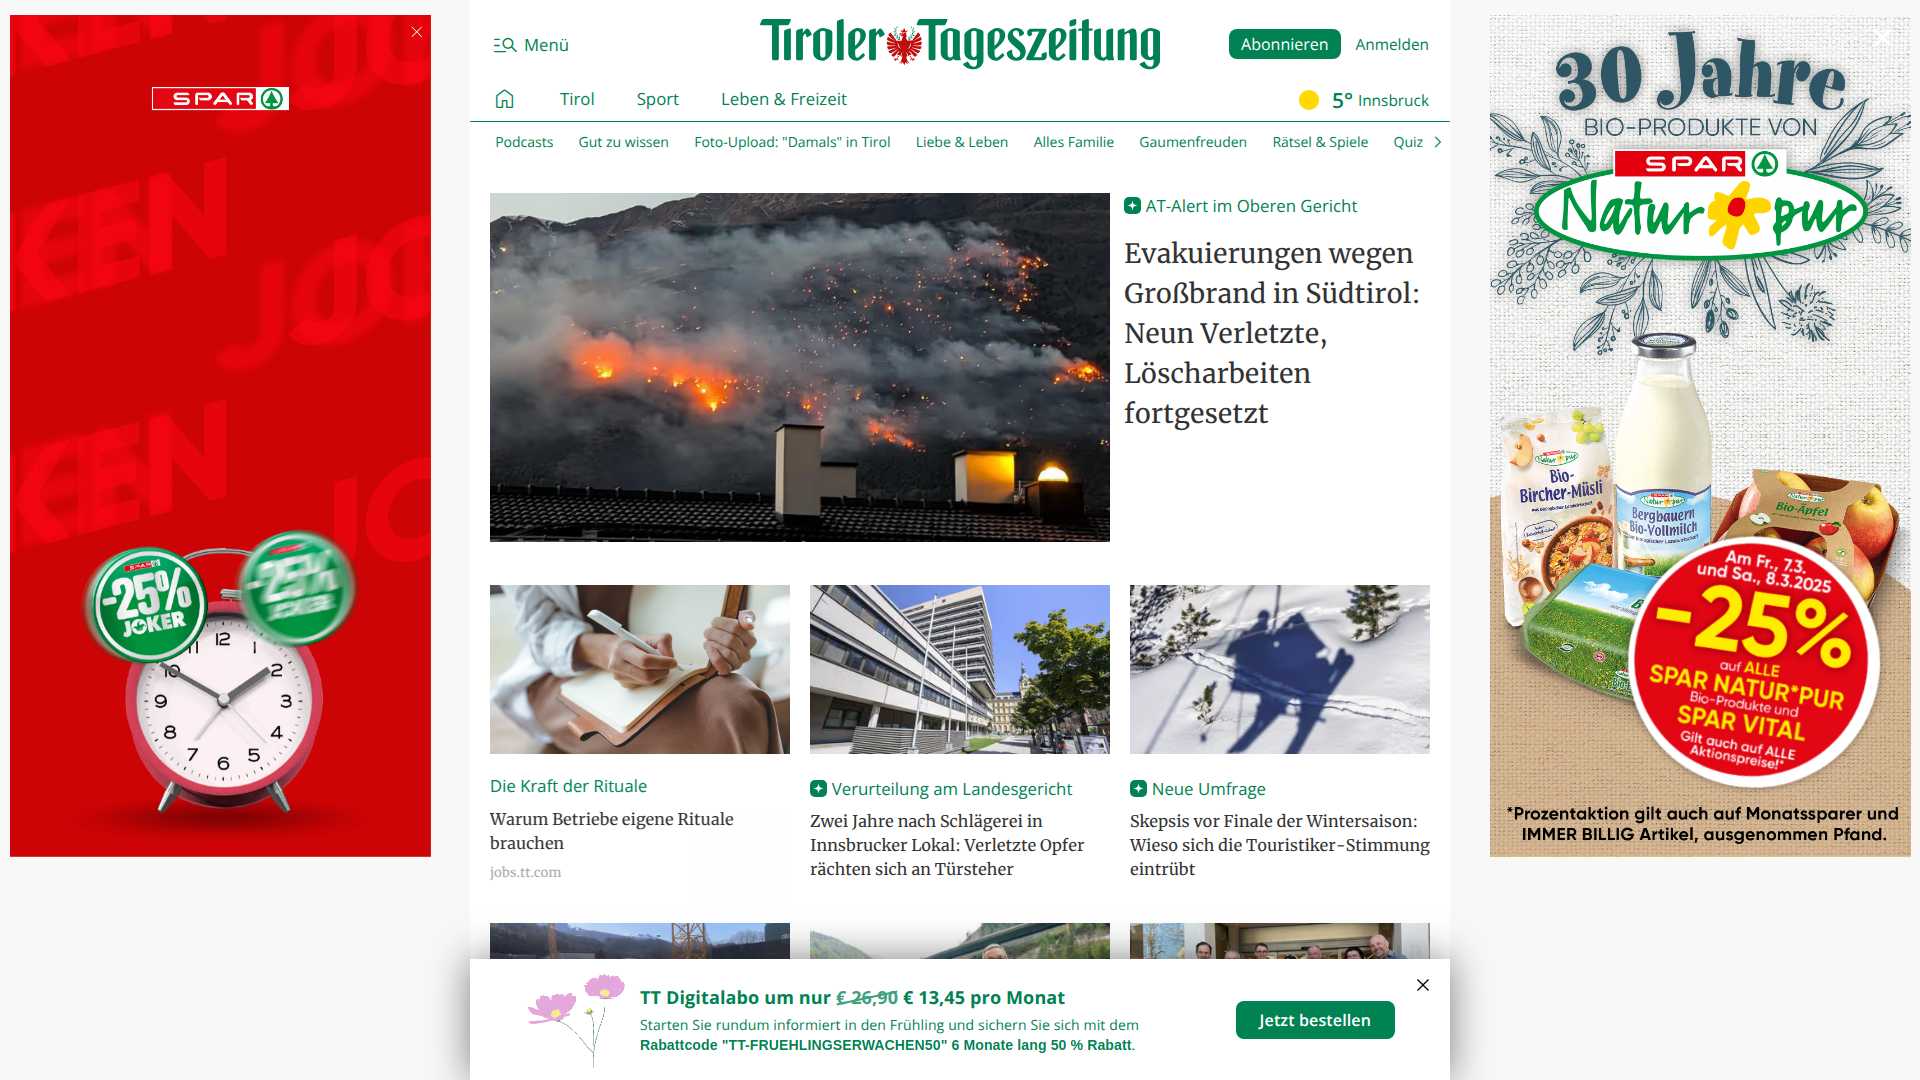 SPAR
-25%
JOKER
Menü
Tiroler Tageszeitung
Abonnieren
Anmelden
Tirol
Sport
Leben & Freizeit
5° Innsbruck
Podcasts
Gut zu wissen
Foto-Upload: "Damals" in Tirol
Liebe & Leben
Alles Familie
Gaumenfreuden
Rätsel & Spiele
Quiz
AT-Alert im Oberen Gericht
Evakuierungen wegen
Großbrand in Südtirol:
Neun Verletzte,
Löscharbeiten
fortgesetzt
Die Kraft der Rituale
Warum Betriebe eigene Rituale
brauchen
jobs.tt.com
Verurteilung am Landesgericht
Zwei Jahre nach Schlägerei in
Innsbrucker Lokal: Verletzte Opfer
rächten sich an Türsteher
Neue Umfrage
Skepsis vor Finale der Wintersaison:
Wieso sich die Touristiker-Stimmung
eintrübt
TT Digitalabo um nur € 26,90 € 13,45 pro Monat
Starten Sie rundum informiert in den Frühling und sichern Sie sich mit dem
Rabattcode "TT-FRUEHLINGSERWACHEN50" 6 Monate lang 50 % Rabatt.
Jetzt bestellen
30 Jahre
BIO-PRODUKTE VON
SPAR
Natur pur
Bio-
Bircher-Müsli
Bergbauern
Bio-Vollmilch
Bio-Äpfel
Am Fr., 7.3.
und Sa., 8.3.2025
-25%
auf ALLE
SPAR NATUR*PUR
Bio-Produkte und
SPAR VITAL
Gilt auch auf ALLE
Aktionspreise!*
*Prozentaktion gilt auch auf Monatssparer und
IMMER BILLIG Artikel, ausgenommen Pfand.